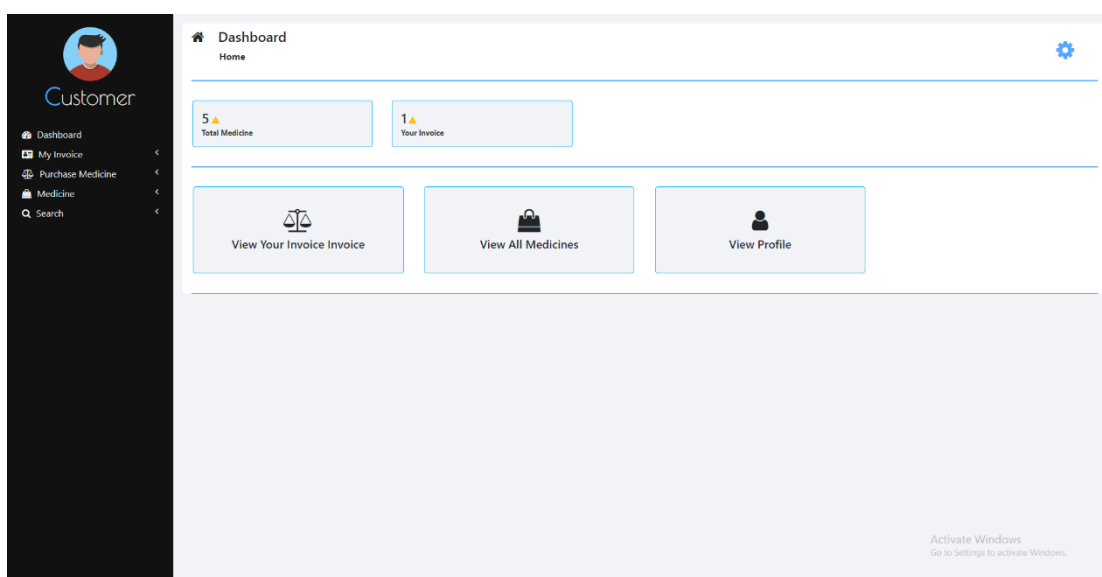 Customer
Dashboard
My Invoice
Purchase Medicine
Medicine
Search
Dashboard
Home
5
Total Medicine
1
Your Invoice
View Your Invoice Invoice
View All Medicines
View Profile
Activate Windows
Go to Settings to activate Windows.